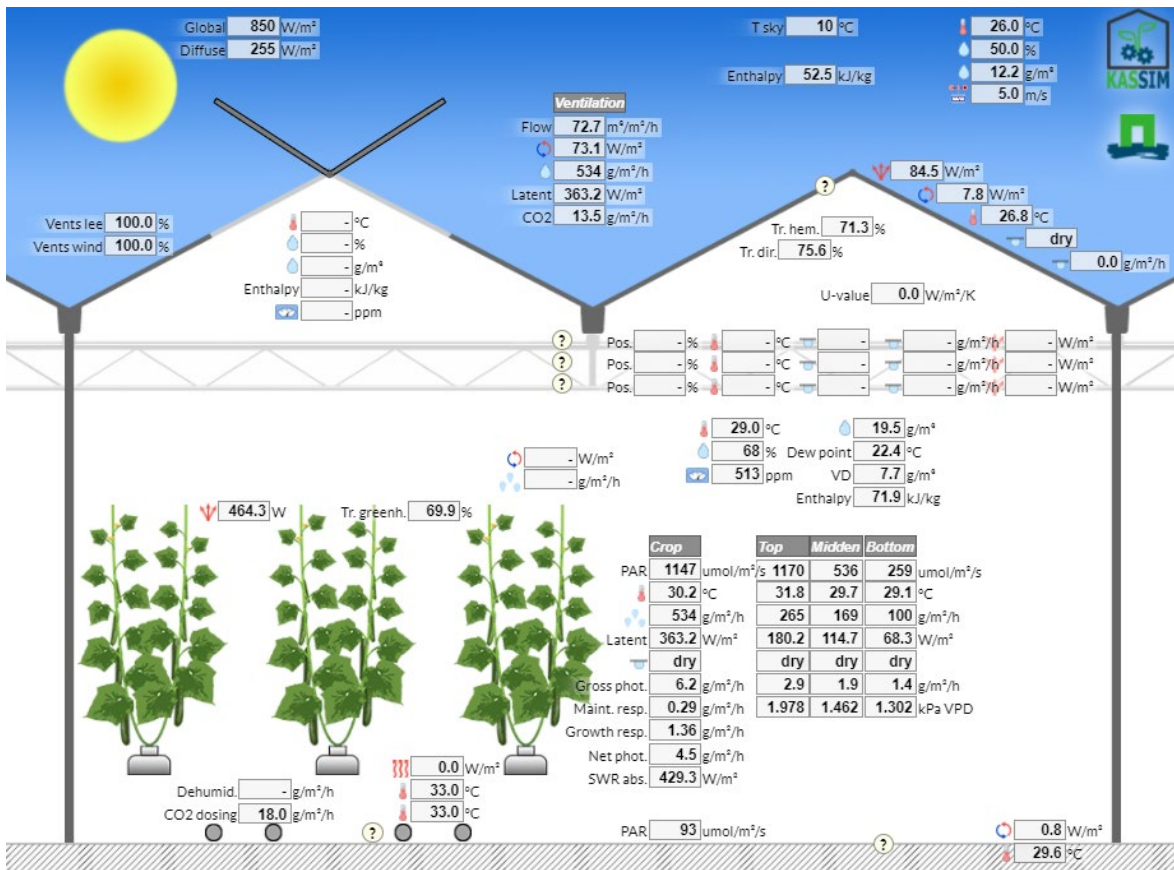 Global 850 W/m²
Diffuse 255 W/m²
T sky 10 °C
Enthalpy 52.5 kJ/kg
26.0 °C
50.0 %
12.2 g/m³
5.0 m/s
KASSIM
Ventilation
Flow 72.7 m³/m²/h
73.1 W/m²
534 g/m²/h
Latent 363.2 W/m²
CO2 13.5 g/m²/h
Vents lee 100.0 %
Vents wind 100.0 %
- °C
- %
- g/m³
Enthalpy - kJ/kg
- ppm
?
84.5 W/m²
7.8 W/m²
26.8 °C
dry
0.0 g/m²/h
Tr. hem. 71.3 %
Tr. dir. 75.6 %
U-value 0.0 W/m²/K
? Pos. - % - °C - - g/m²/h - W/m²
? Pos. - % - °C - - g/m²/h - W/m²
? Pos. - % - °C - - g/m²/h - W/m²
29.0 °C 19.5 g/m³
68 % Dew point 22.4 °C
513 ppm VD 7.7 g/m³
Enthalpy 71.9 kJ/kg
- W/m²
- g/m²/h
464.3 W Tr. greenh. 69.9 %
Crop Top Midden Bottom
PAR 1147 umol/m²/s 1170 536 259 umol/m²/s
30.2 °C 31.8 29.7 29.1 °C
534 g/m²/h 265 169 100 g/m²/h
Latent 363.2 W/m² 180.2 114.7 68.3 W/m²
dry dry dry dry
Gross phot. 6.2 g/m²/h 2.9 1.9 1.4 g/m²/h
Maint. resp. 0.29 g/m²/h 1.978 1.462 1.302 kPa VPD
Growth resp. 1.36 g/m²/h
Net phot. 4.5 g/m²/h
SWR abs. 429.3 W/m²
0.0 W/m²
Dehumid. - g/m²/h 33.0 °C
CO2 dosing 18.0 g/m²/h 33.0 °C
?
PAR 93 umol/m²/s
?
0.8 W/m²
29.6 °C